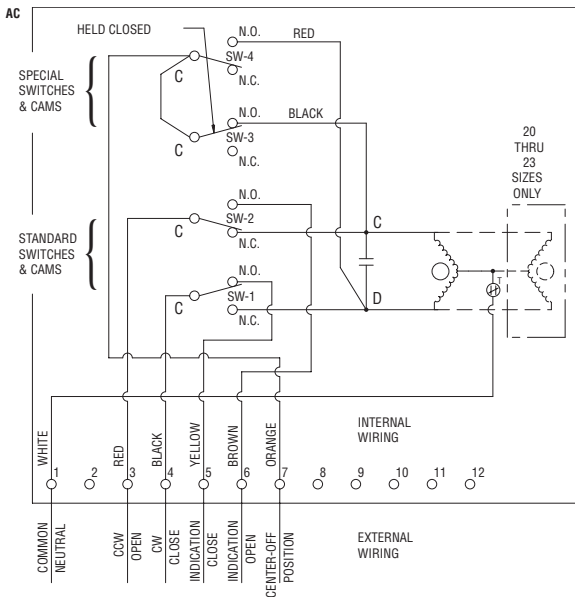 AC
HELD CLOSED
N.O.
RED
SW-4
C
N.C.
SPECIAL
SWITCHES
& CAMS
N.O.
BLACK
SW-3
C
N.C.
20
THRU
23
SIZES
ONLY
N.O.
SW-2
C
N.C.
C
STANDARD
SWITCHES
& CAMS
N.O.
SW-1
C
N.C.
D
T
INTERNAL
WIRING
WHITE
RED
BLACK
YELLOW
BROWN
ORANGE
1
2
3
4
5
6
7
8
9
10
11
12
COMMON
NEUTRAL
CCW
OPEN
CW
CLOSE
INDICATION
CLOSE
INDICATION
OPEN
CENTER-OFF
POSITION
EXTERNAL
WIRING